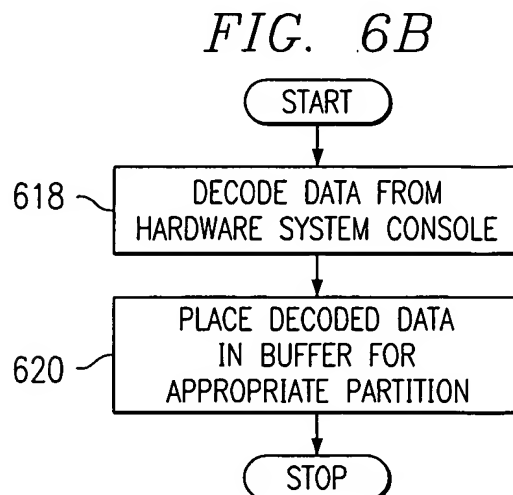 FIG. 6B
START
618
DECODE DATA FROM
HARDWARE SYSTEM CONSOLE
620
PLACE DECODED DATA
IN BUFFER FOR
APPROPRIATE PARTITION
STOP